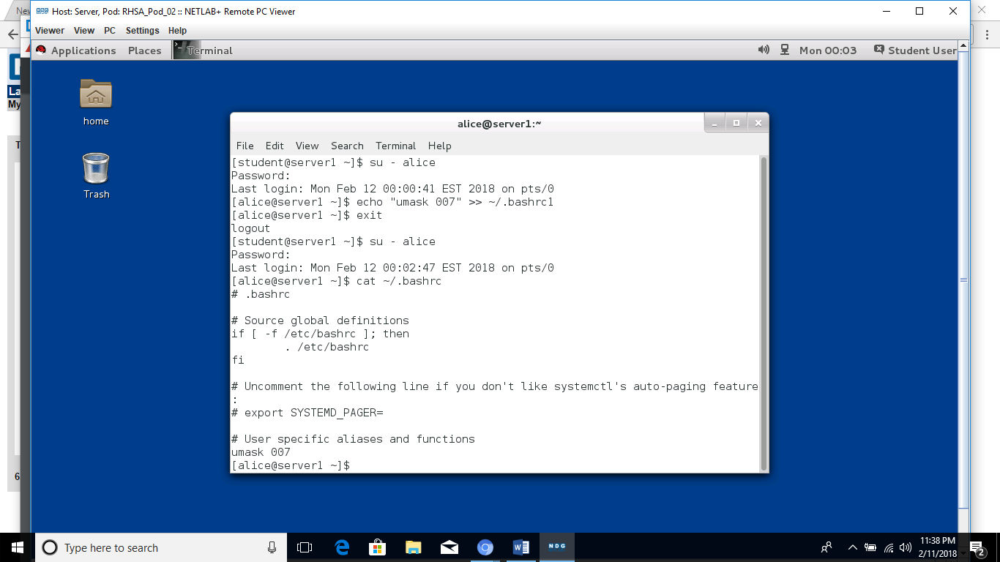 New
Host: Server, Pod: RHSA_Pod_02 :: NETLAB+ Remote PC Viewer
Viewer View PC Settings Help
Applications Places Terminal Mon 00:03 Student User
La
My
home
Trash
T
6
alice@server1:~
File Edit View Search Terminal Help
[student@server1 ~]$ su - alice
Password:
Last login: Mon Feb 12 00:00:41 EST 2018 on pts/0
[alice@server1 ~]$ echo "umask 007" >> ~/.bashrc1
[alice@server1 ~]$ exit
logout
[student@server1 ~]$ su - alice
Password:
Last login: Mon Feb 12 00:02:47 EST 2018 on pts/0
[alice@server1 ~]$ cat ~/.bashrc
# .bashrc
# Source global definitions
if [ -f /etc/bashrc ]; then
        . /etc/bashrc
fi
# Uncomment the following line if you don't like systemctl's auto-paging feature
:
# export SYSTEMD_PAGER=
# User specific aliases and functions
umask 007
[alice@server1 ~]$
Type here to search
NDG
11:38 PM
2/11/2018
2